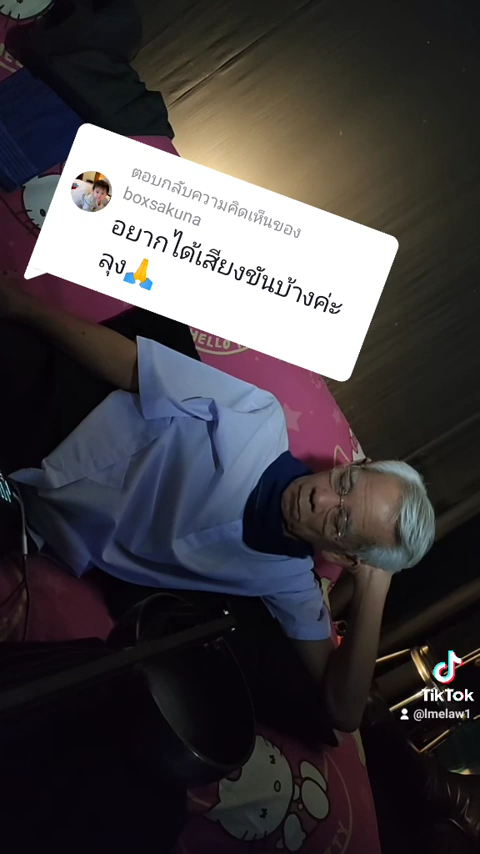 ตอบกลับความคิดเห็นของ
boxsakuna
อยากได้เสียงขันบ้างค่ะ
ลุง🙏
HELLO
TikTok
@lmelaw1